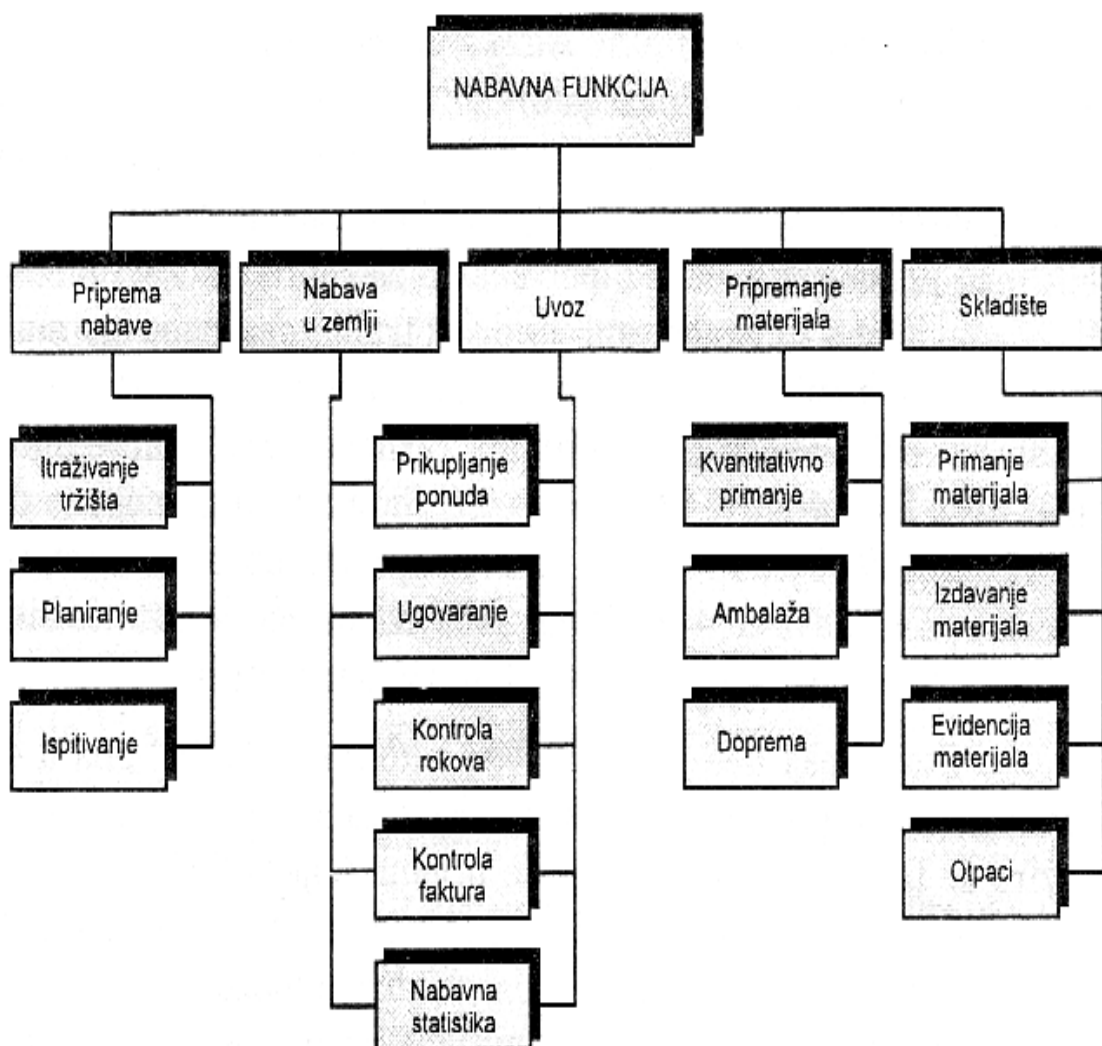 NABAVNA FUNKCIJA
Priprema
nabave
Nabava
u zemlji
Uvoz
Pripremanje
materijala
Skladište
Itraživanje
tržišta
Planiranje
Ispitivanje
Prikupljanje
ponuda
Ugovaranje
Kontrola
rokova
Kontrola
faktura
Nabavna
statistika
Kvantitativno
primanje
Ambalaža
Doprema
Primanje
materijala
Izdavanje
materijala
Evidencija
materijala
Otpaci